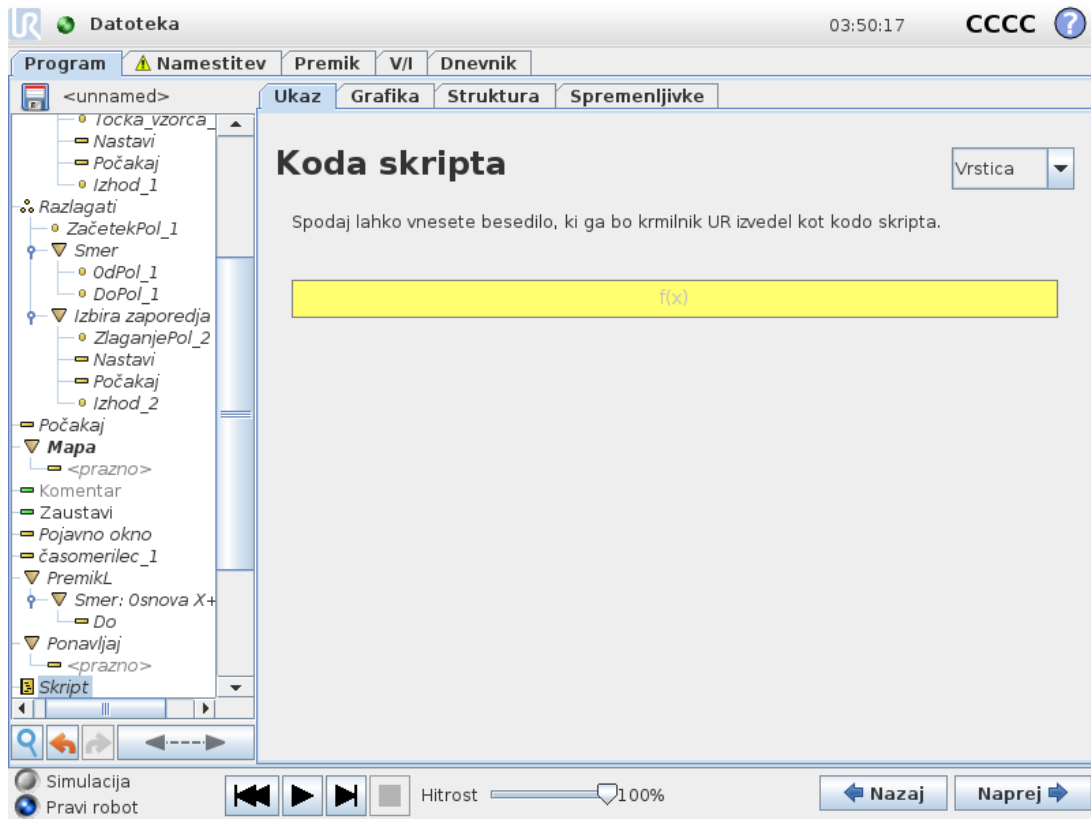 UR Datoteka 03:50:17 CCCC ?
Program Namestitev Premik V/I Dnevnik
<unnamed> Ukaz Grafika Struktura Spremenljivke
Točka_vzorca_
Nastavi
Počakaj
Izhod_1
Razlagati
ZačetekPol_1
Smer
OdPol_1
DoPol_1
Izbira zaporedja
ZlaganjePol_2
Nastavi
Počakaj
Izhod_2
Počakaj
Mapa
<prazno>
Komentar
Zaustavi
Pojavno okno
časomerilec_1
PremikL
Smer: Osnova X+
Do
Ponavljaj
<prazno>
Skript
Koda skripta
Vrstica
Spodaj lahko vnesete besedilo, ki ga bo krmilnik UR izvedel kot kodo skripta.
f(x)
Simulacija
Pravi robot
Hitrost 100%
Nazaj Naprej